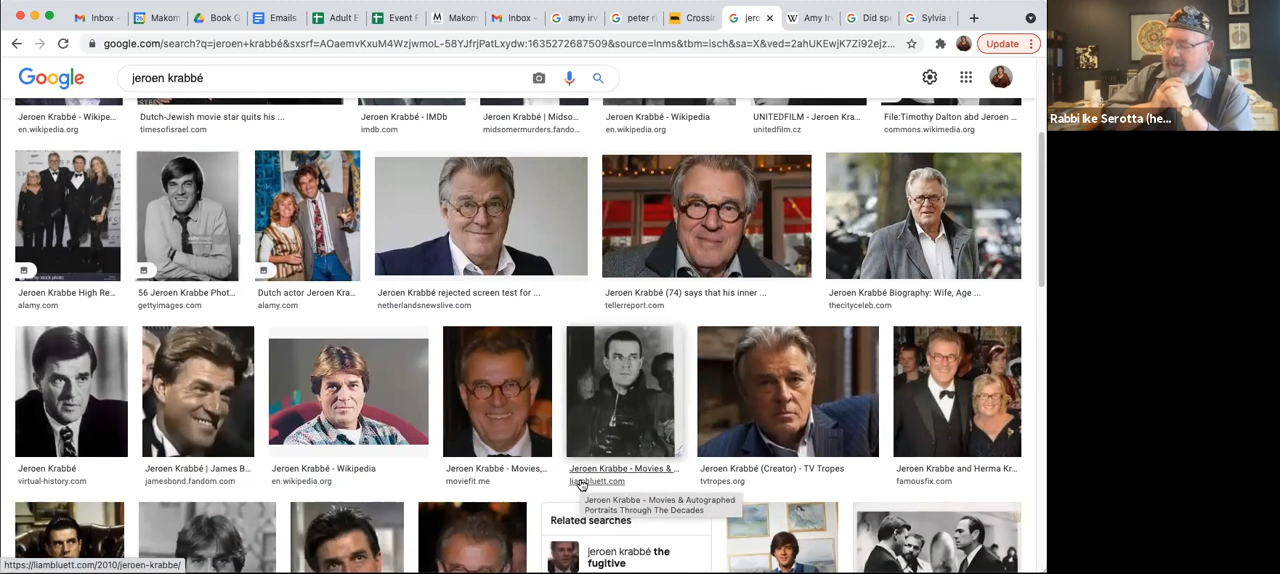 Inbox -
Makom
Book G
Emails
Adult E
Event F
Makom
Inbox -
amy irv
peter ri
Crossin
jeroe
Amy Irv
Did spe
Sylvia
google.com/search?q=jeroen+krabbé&sxsrf=AOaemvKxuM4WzjwmoL-58YJfrjPatLxydw:1635272687509&source=lnms&tbm=isch&sa=X&ved=2ahUKEwjK7Zi92ejz...
Update
Google
jeroen krabbé
Rabbi Ike Serotta (he...
Jeroen Krabbé - Wikipe...
en.wikipedia.org
Dutch-Jewish movie star quits his ...
timesofisrael.com
Jeroen Krabbé - IMDb
imdb.com
Jeroen Krabbé | Midso...
midsomermurders.fando...
Jeroen Krabbé - Wikipedia
en.wikipedia.org
UNITEDFILM - Jeroen Kra...
unitedfilm.cz
File:Timothy Dalton abd Jeroen ...
commons.wikimedia.org
Jeroen Krabbe High Re...
alamy.com
56 Jeroen Krabbe Phot...
gettyimages.com
Dutch actor Jeroen Kra...
alamy.com
Jeroen Krabbé rejected screen test for ...
netherlandsnewslive.com
Jeroen Krabbé (74) says that his inner ...
tellerreport.com
Jeroen Krabbé Biography: Wife, Age ...
thecityceleb.com
Jeroen Krabbé
virtual-history.com
Jeroen Krabbé | James B...
jamesbond.fandom.com
Jeroen Krabbé - Wikipedia
en.wikipedia.org
Jeroen Krabbé - Movies,...
moviefit.me
Jeroen Krabbe - Movies & ...
liambluett.com
Jeroen Krabbé (Creator) - TV Tropes
tvtropes.org
Jeroen Krabbe and Herma Kr...
famousfix.com
Jeroen Krabbe - Movies & Autographed
Portraits Through The Decades
Related searches
jeroen krabbé the
fugitive
https://liambluett.com/2010/jeroen-krabbe/